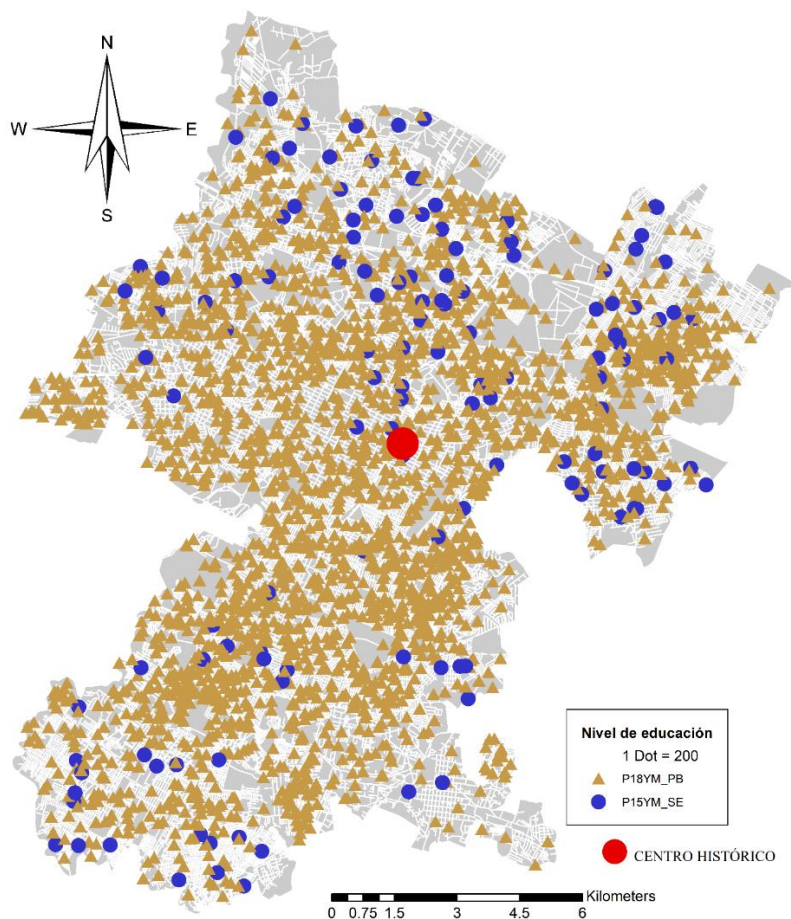 N
W
E
S
Nivel de educación
1 Dot = 200
P18YM_PB
P15YM_SE
CENTRO HISTÓRICO
Kilometers
0 0.75 1.5 3 4.5 6